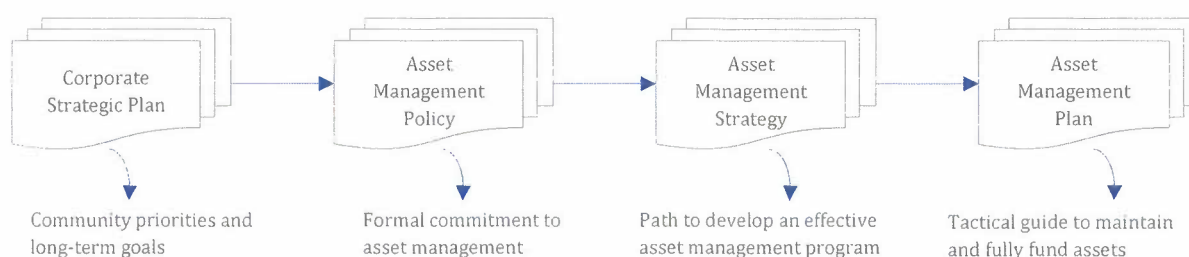 Corporate
Strategic Plan
Asset
Management
Policy
Asset
Management
Strategy
Asset
Management
Plan
Community priorities and
long-term goals
Formal commitment to
asset management
Path to develop an effective
asset management program
Tactical guide to maintain
and fully fund assets